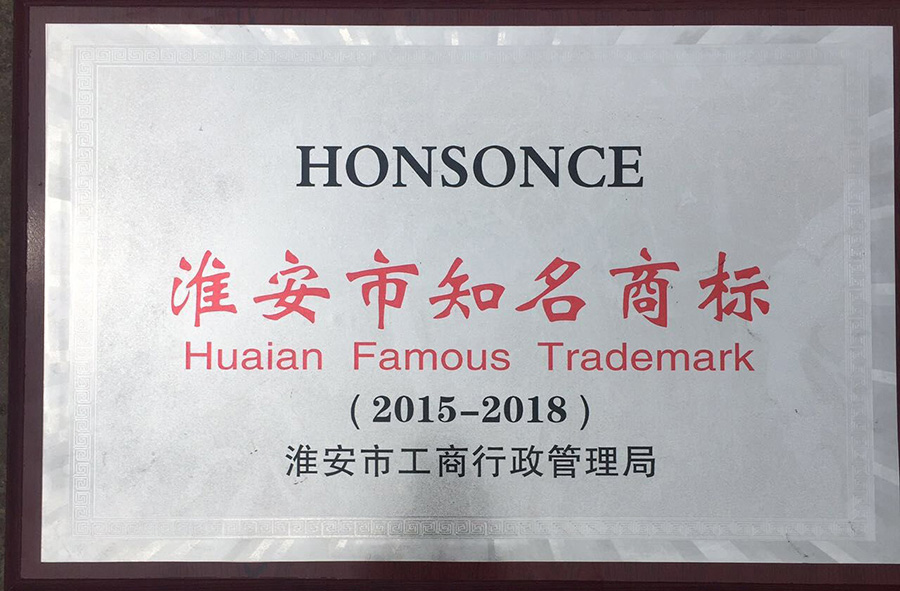 HONSONCE
淮安市知名商标
Huaian Famous Trademark
(2015-2018)
淮安市工商行政管理局